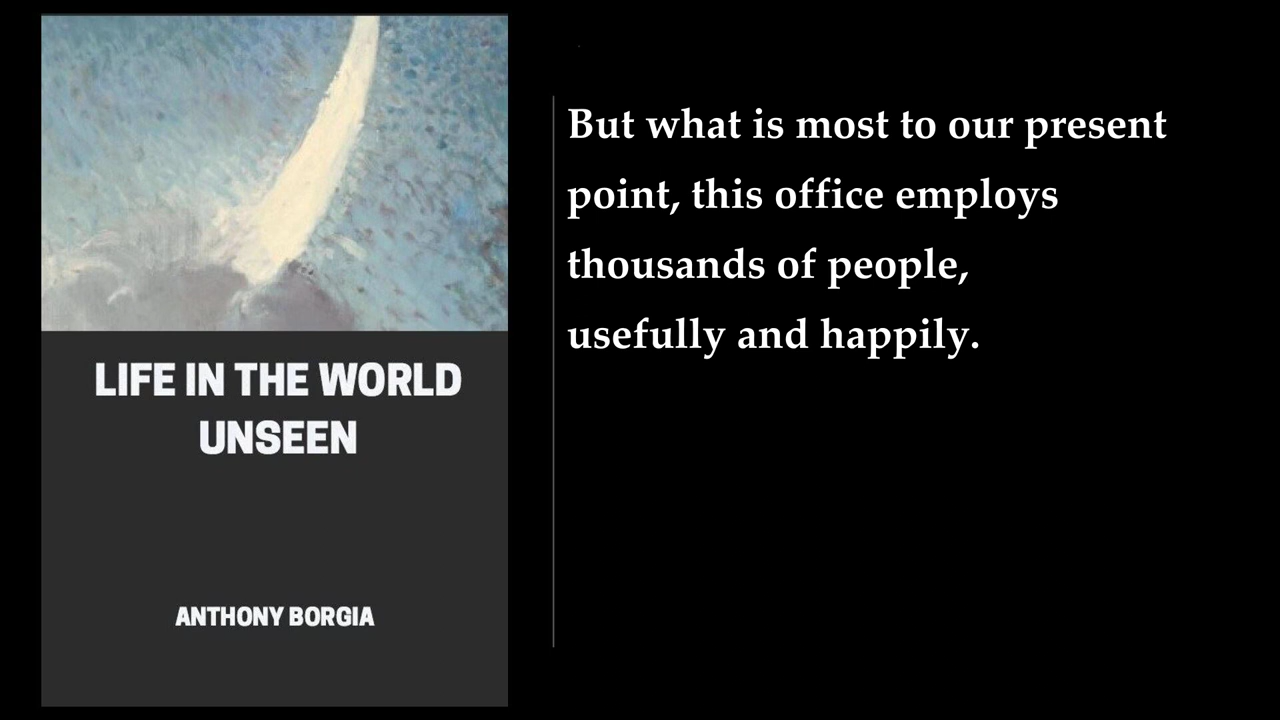 LIFE IN THE WORLD
UNSEEN
ANTHONY BORGIA
But what is most to our present
point, this office employs
thousands of people,
usefully and happily.